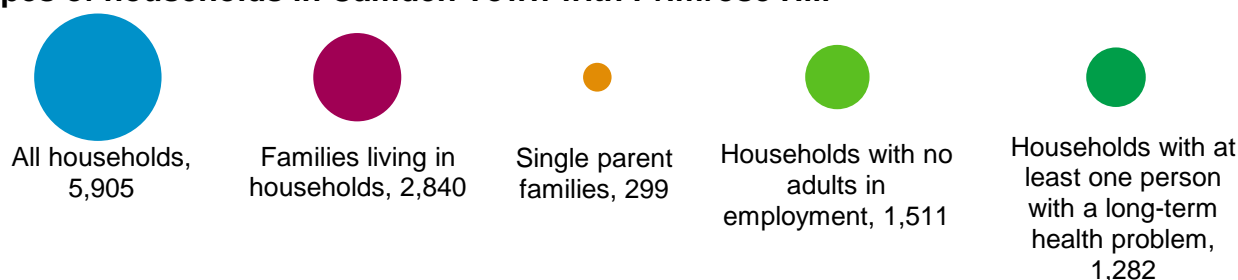 All households,
5,905
Families living in
households, 2,840
Single parent
families, 299
Households with no
adults in
employment, 1,511
Households with at
least one person
with a long-term
health problem,
1,282